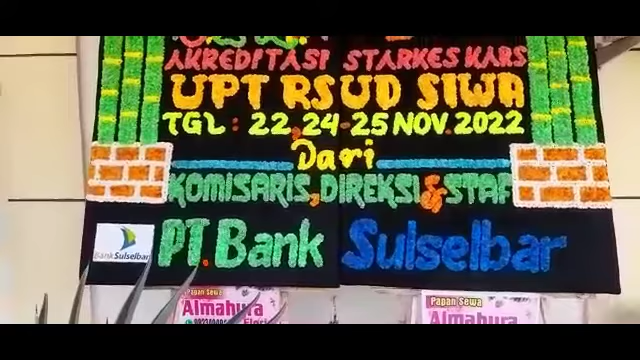 AKREDITASI STARKES KARS
UPT RSUD SIWA
TGL : 22,24-25 NOV.2022
Dari
KOMISARIS, DIREKSI & STAF
PT. Bank Sulselbar
Bank Sulselbar
Papan Sewa
Almahura
Papan Sewa
Almahura